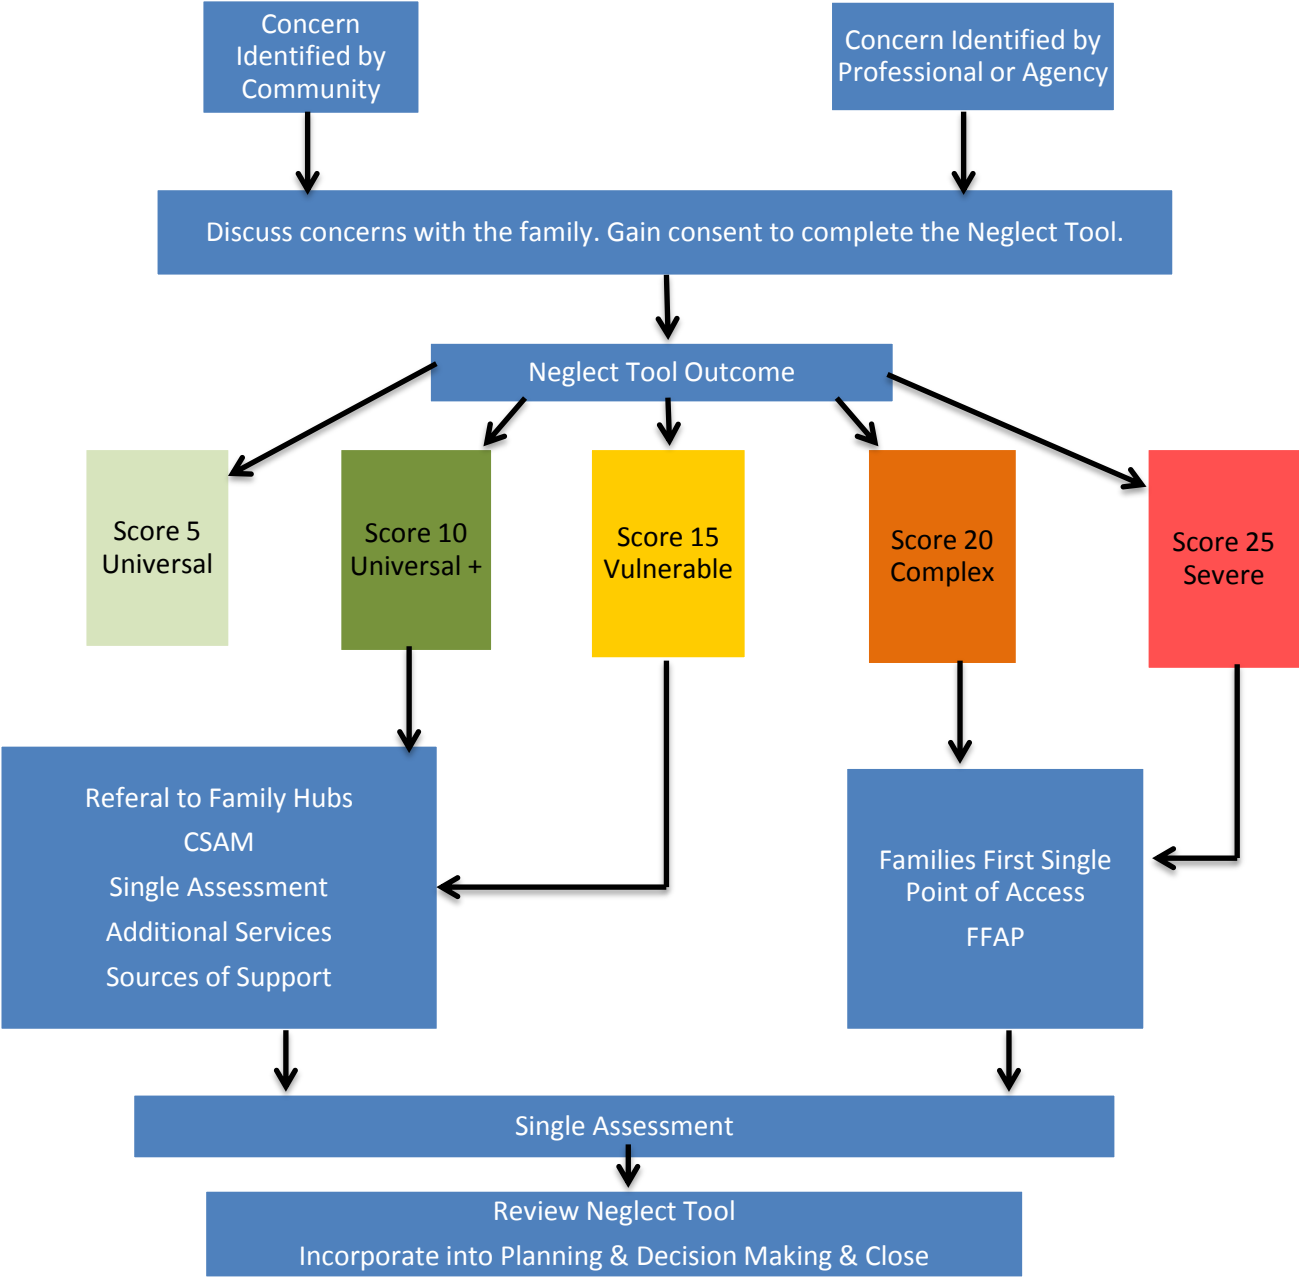 Concern
Identified by
Community
Concern Identified by
Professional or Agency
Discuss concerns with the family. Gain consent to complete the Neglect Tool.
Neglect Tool Outcome
Score 5
Universal
Score 10
Universal +
Score 15
Vulnerable
Score 20
Complex
Score 25
Severe
Referal to Family Hubs
CSAM
Single Assessment
Additional Services
Sources of Support
Families First Single
Point of Access
FFAP
Single Assessment
Review Neglect Tool
Incorporate into Planning & Decision Making & Close